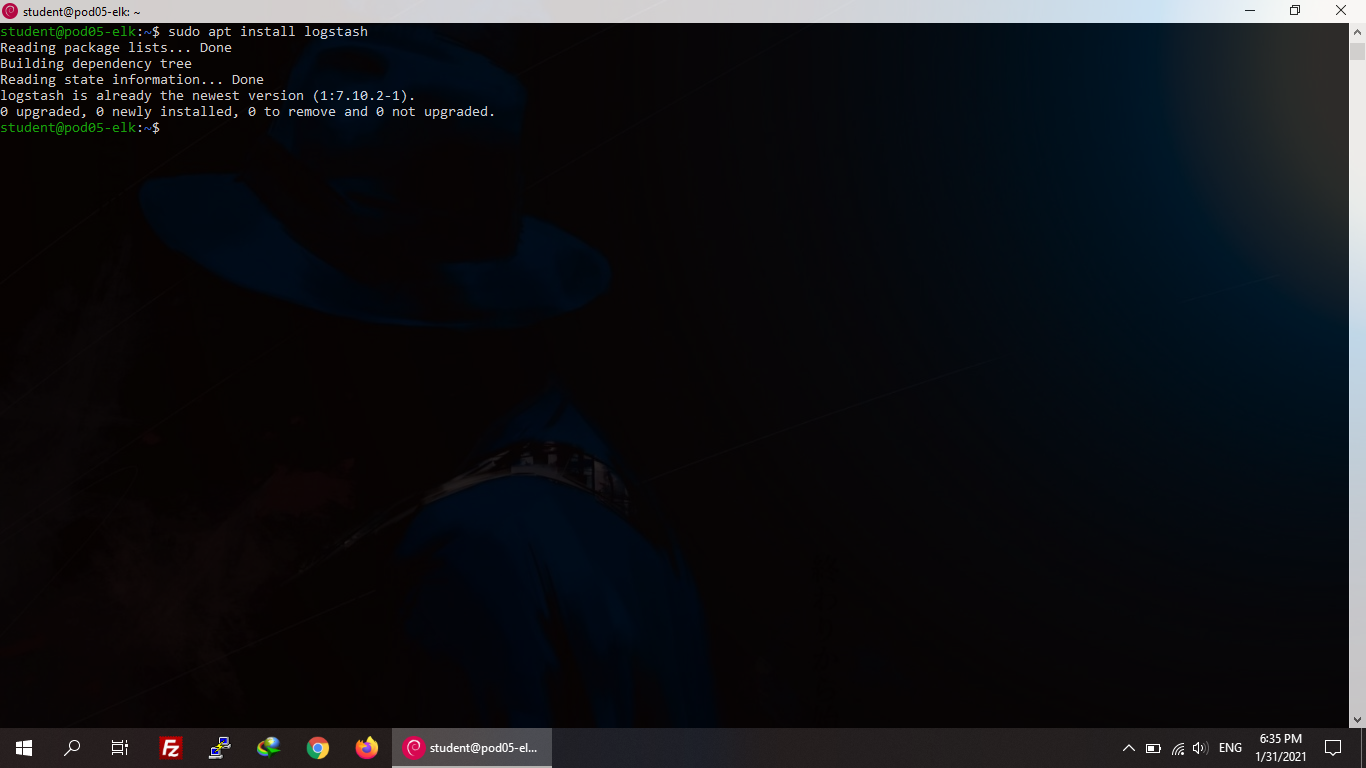 student@pod05-elk: ~
student@pod05-elk:~$ sudo apt install logstash
Reading package lists... Done
Building dependency tree
Reading state information... Done
logstash is already the newest version (1:7.10.2-1).
0 upgraded, 0 newly installed, 0 to remove and 0 not upgraded.
student@pod05-elk:~$
Fz
student@pod05-el...
ENG
6:35 PM
1/31/2021